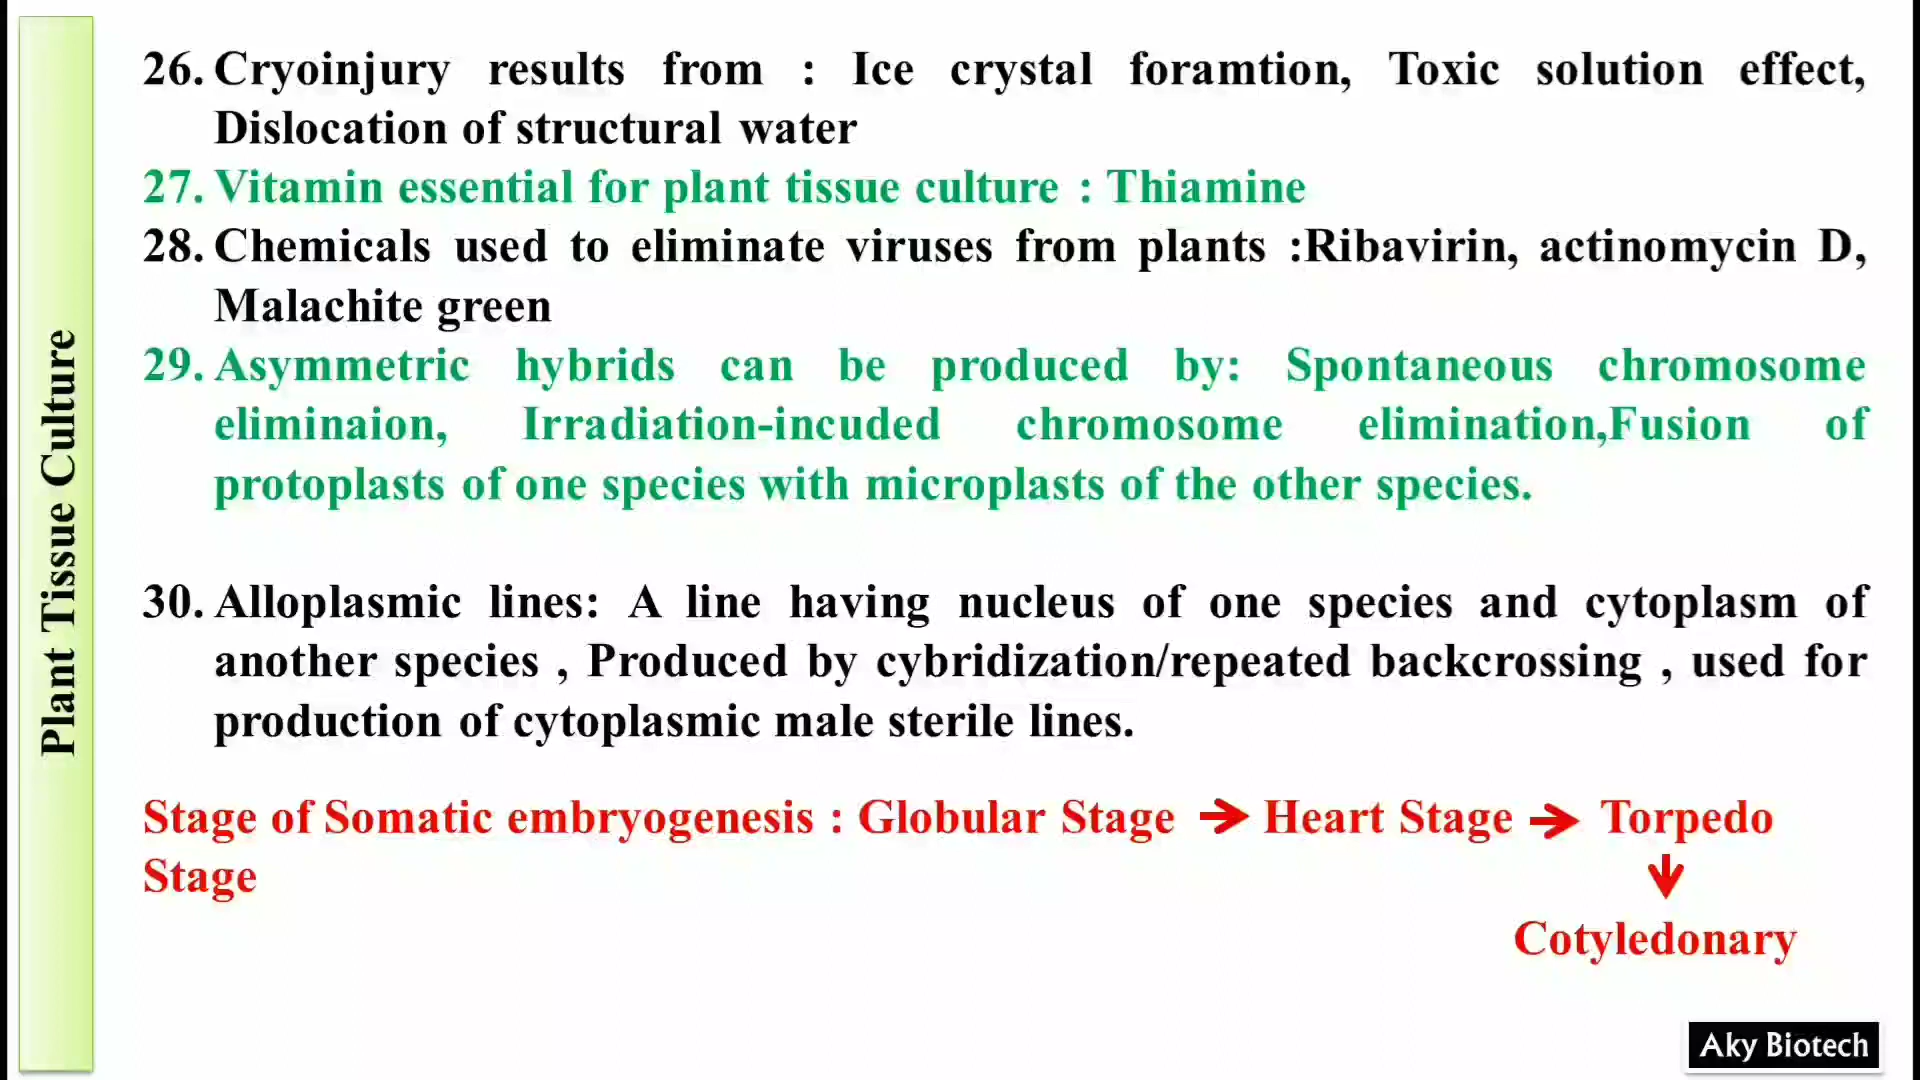 Plant Tissue Culture
26. Cryoinjury results from : Ice crystal foramtion, Toxic solution effect,
Dislocation of structural water
27. Vitamin essential for plant tissue culture : Thiamine
28. Chemicals used to eliminate viruses from plants :Ribavirin, actinomycin D,
Malachite green
29. Asymmetric hybrids can be produced by: Spontaneous chromosome
eliminaion, Irradiation-incuded chromosome elimination,Fusion of
protoplasts of one species with microplasts of the other species.
30. Alloplasmic lines: A line having nucleus of one species and cytoplasm of
another species , Produced by cybridization/repeated backcrossing , used for
production of cytoplasmic male sterile lines.
Stage of Somatic embryogenesis : Globular Stage → Heart Stage → Torpedo
Stage
↓
Cotyledonary
Aky Biotech